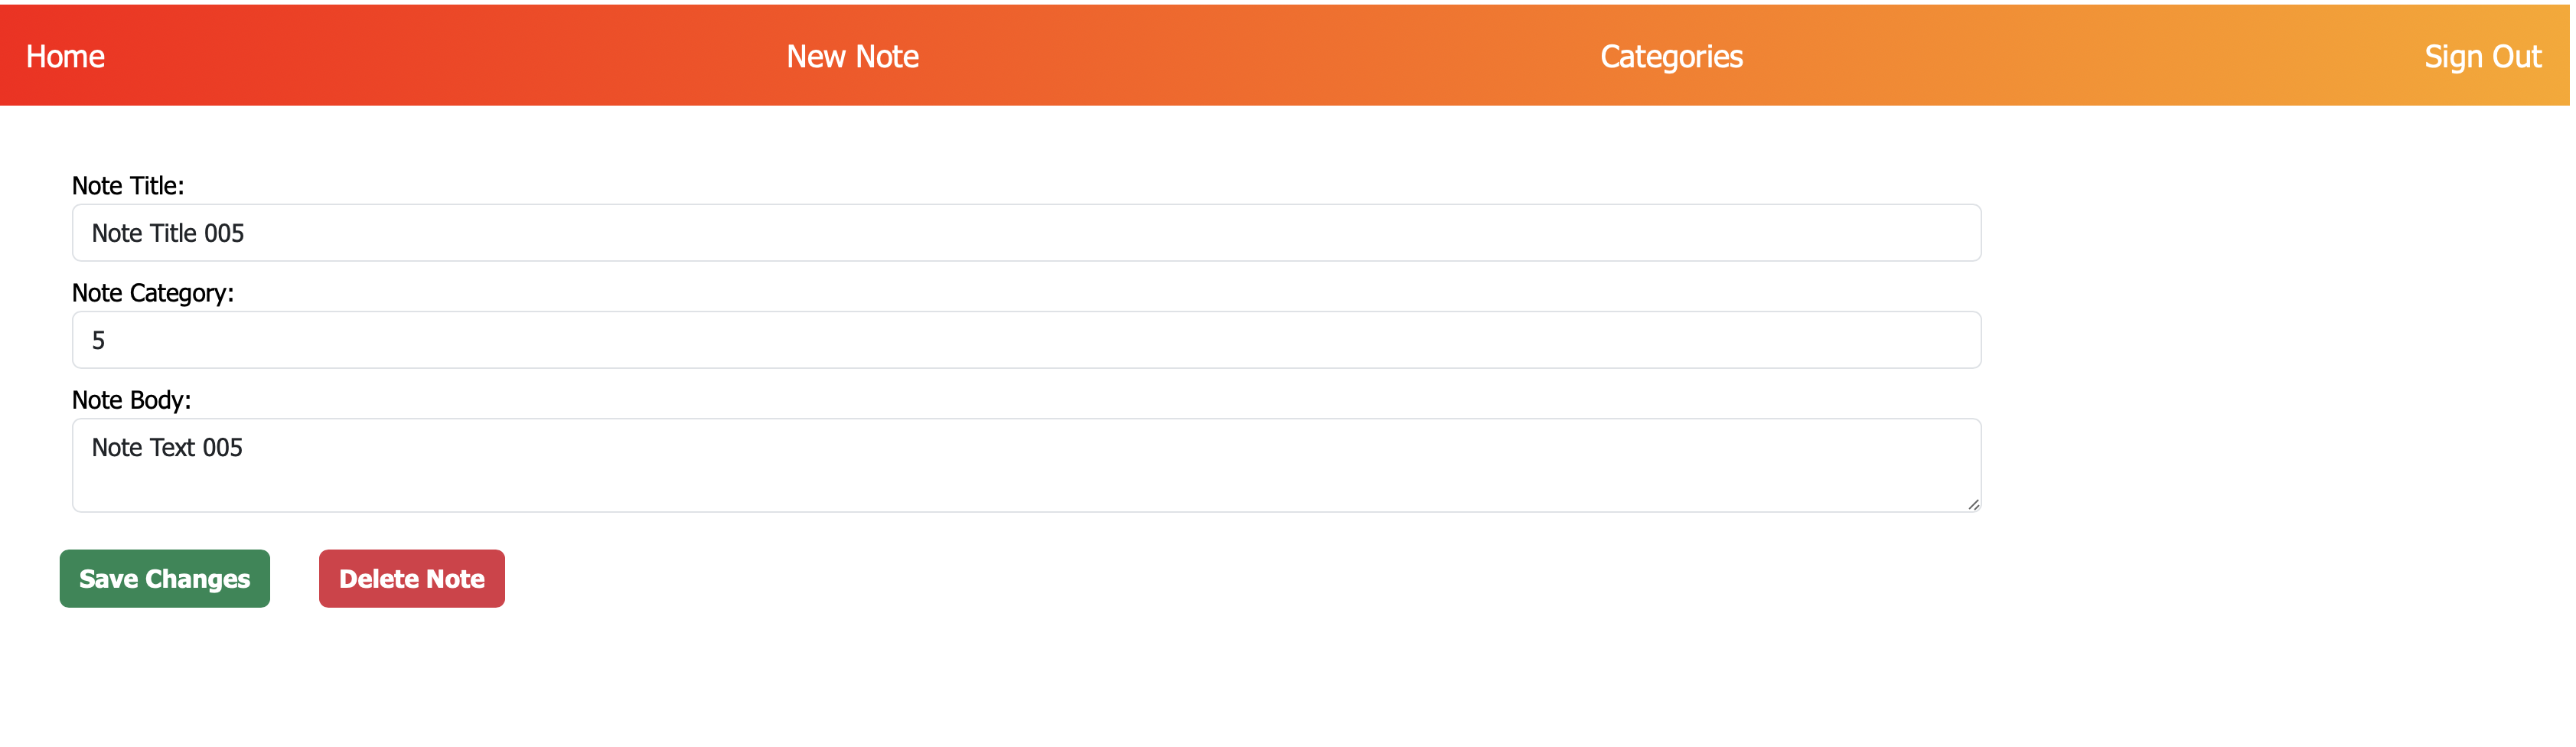 Home New Note Categories Sign Out
Note Title:
Note Title 005
Note Category:
5
Note Body:
Note Text 005
Save Changes Delete Note